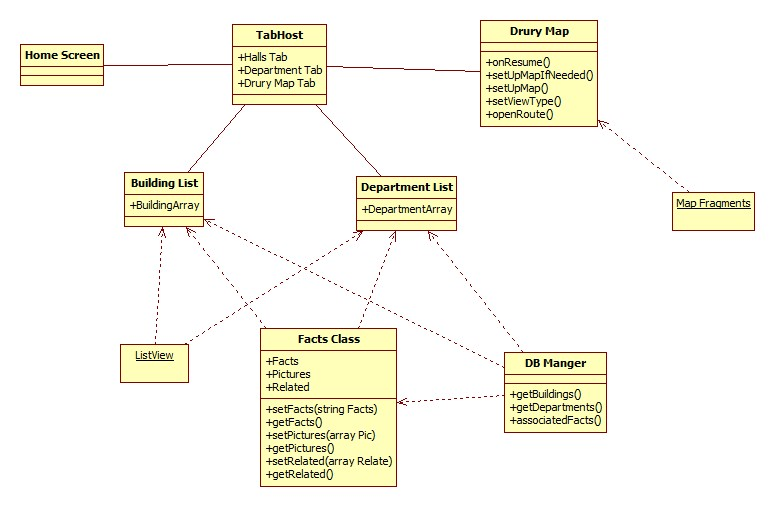 Home Screen
TabHost
+Halls Tab
+Department Tab
+Drury Map Tab
Drury Map
+onResume()
+setUpMapIfNeeded()
+setUpMap()
+setViewType()
+openRoute()
Building List
+BuildingArray
Department List
+DepartmentArray
Map Fragments
ListView
Facts Class
+Facts
+Pictures
+Related
+setFacts(string Facts)
+getFacts()
+setPictures(array Pic)
+getPictures()
+setRelated(array Relate)
+getRelated()
DB Manger
+getBuildings()
+getDepartments()
+associatedFacts()